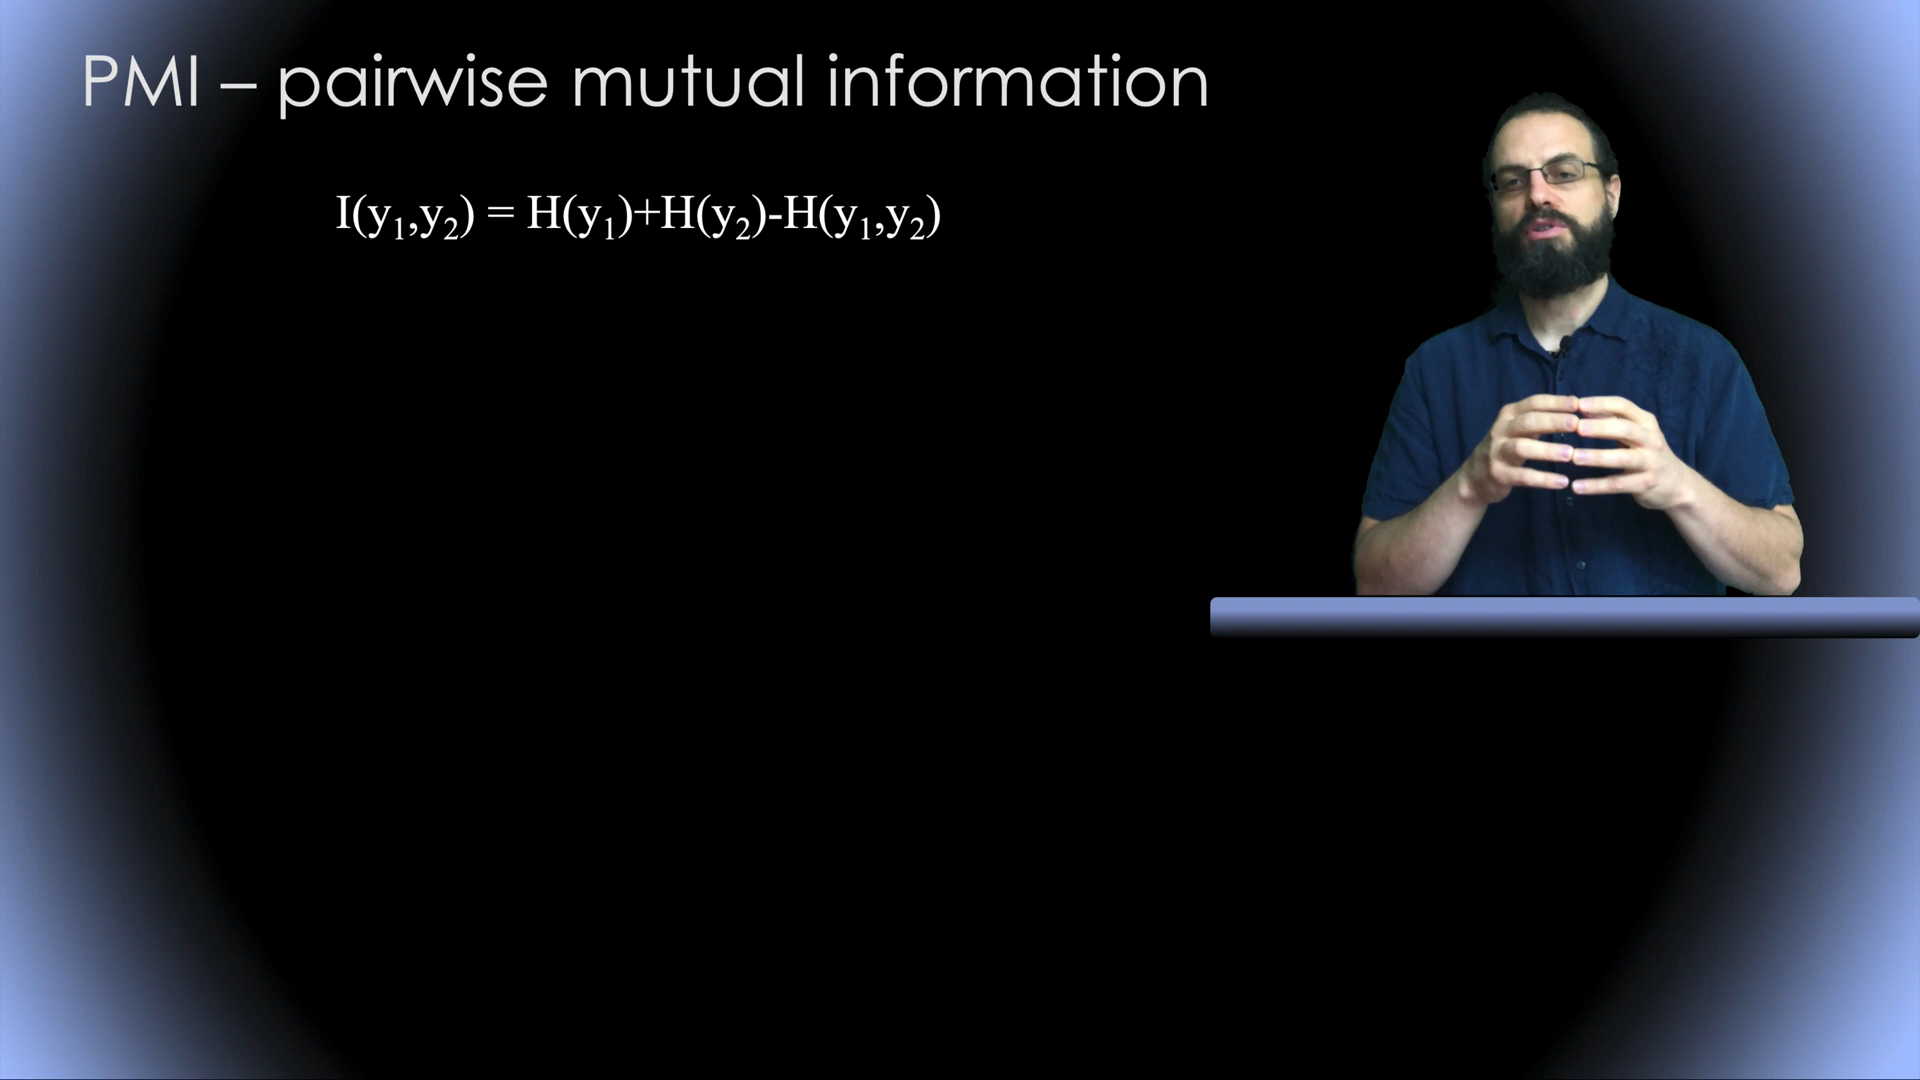 PMI – pairwise mutual information
I(y₁,y₂) = H(y₁)+H(y₂)-H(y₁,y₂)